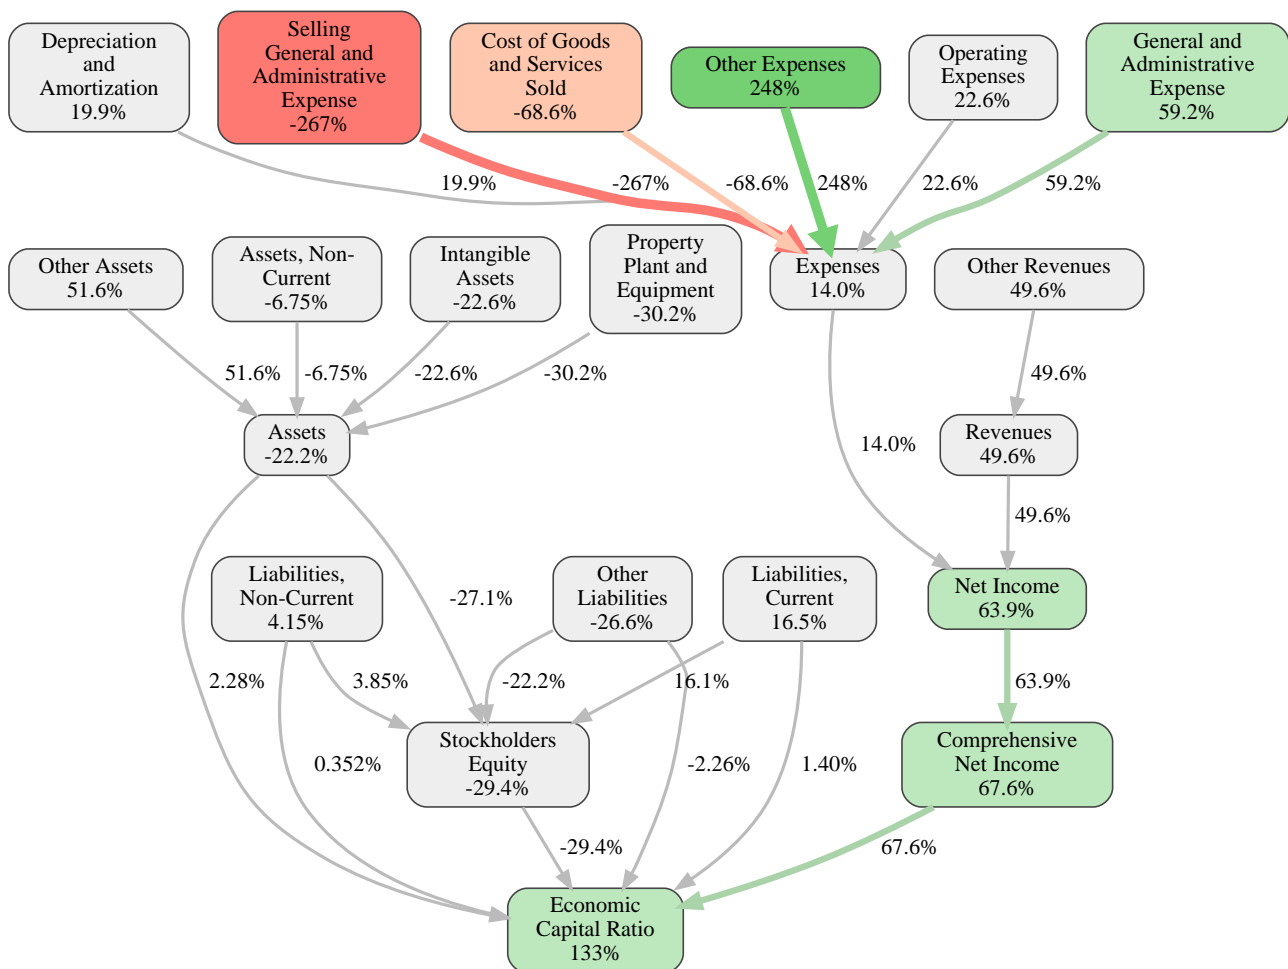 Depreciation
and
Amortization
19.9%
Selling
General and
Administrative
Expense
-267%
Cost of Goods
and Services
Sold
-68.6%
Other Expenses
248%
Operating
Expenses
22.6%
General and
Administrative
Expense
59.2%
19.9%
-267%
-68.6%
248%
22.6%
59.2%
Other Assets
51.6%
Assets, Non-
Current
-6.75%
Intangible
Assets
-22.6%
Property
Plant and
Equipment
-30.2%
Expenses
14.0%
Other Revenues
49.6%
51.6%
-6.75%
-22.6%
-30.2%
49.6%
Assets
-22.2%
14.0%
Revenues
49.6%
49.6%
Liabilities,
Non-Current
4.15%
-27.1%
Other
Liabilities
-26.6%
Liabilities,
Current
16.5%
Net Income
63.9%
2.28%
3.85%
-22.2%
16.1%
63.9%
0.352%
Stockholders
Equity
-29.4%
-2.26%
1.40%
Comprehensive
Net Income
67.6%
-29.4%
67.6%
Economic
Capital Ratio
133%